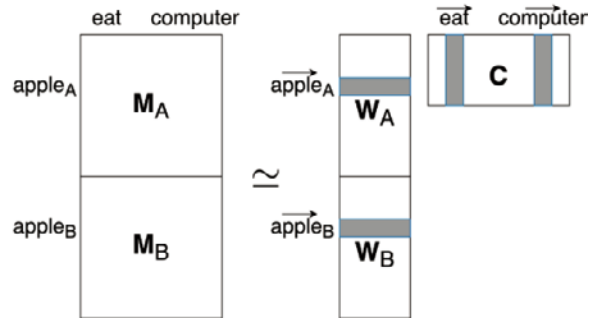 eat computer
eat computer
apple_A
M_A
apple_A
W_A
C
≃
apple_B
M_B
apple_B
W_B